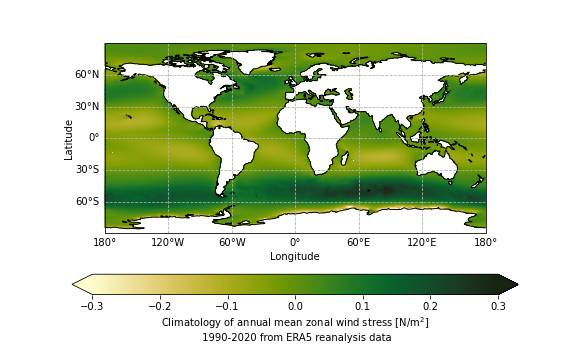 60°N
30°N
0°
30°S
60°S
Latitude
180° 120°W 60°W 0° 60°E 120°E 180°
Longitude
−0.3 −0.2 −0.1 0.0 0.1 0.2 0.3
Climatology of annual mean zonal wind stress [N/m²]
1990-2020 from ERA5 reanalysis data